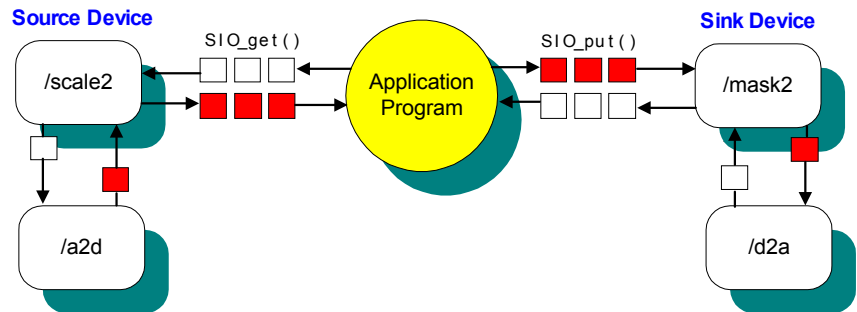 Source Device
Sink Device
SIO_get()
SIO_put()
/scale2
Application
Program
/mask2
/a2d
/d2a